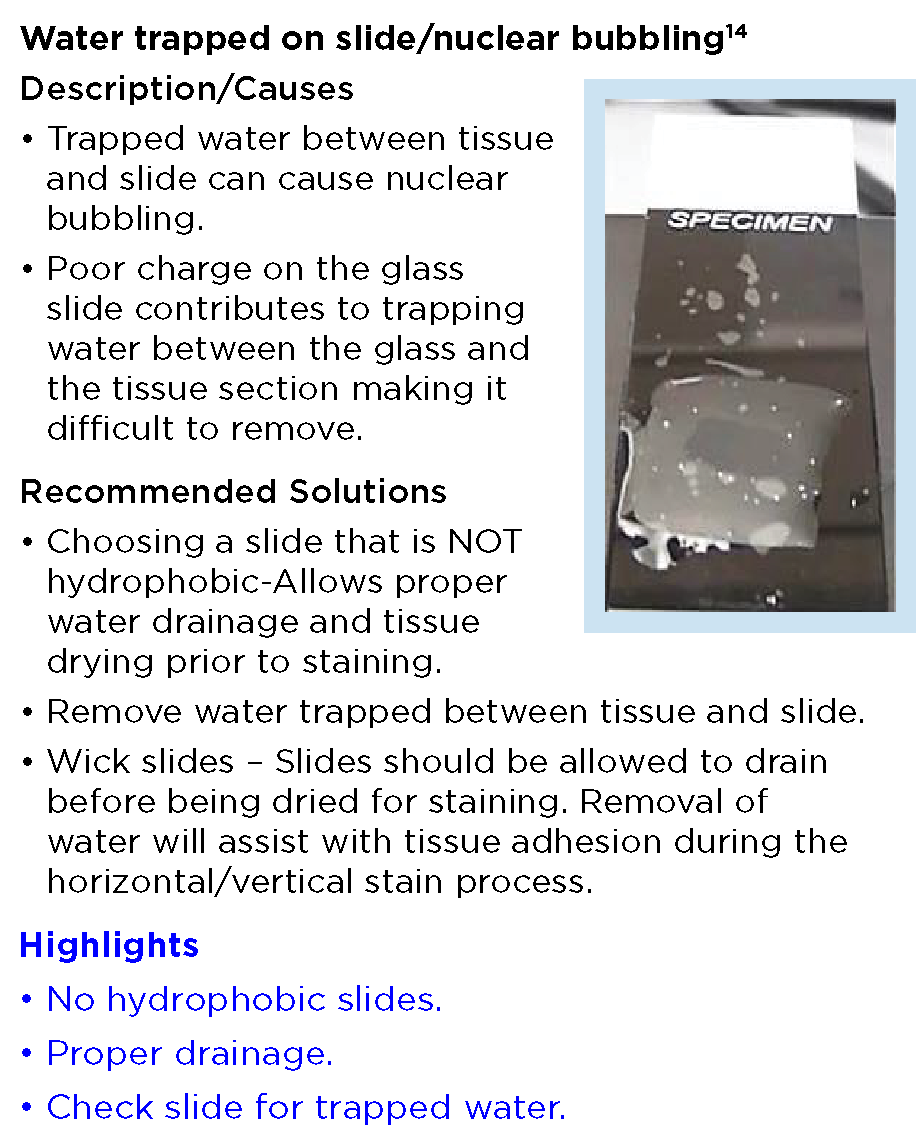 Water trapped on slide/nuclear bubbling¹⁴
Description/Causes
• Trapped water between tissue
and slide can cause nuclear
bubbling.
• Poor charge on the glass
slide contributes to trapping
water between the glass and
the tissue section making it
difficult to remove.
SPECIMEN
Recommended Solutions
• Choosing a slide that is NOT
hydrophobic-Allows proper
water drainage and tissue
drying prior to staining.
• Remove water trapped between tissue and slide.
• Wick slides – Slides should be allowed to drain
before being dried for staining. Removal of
water will assist with tissue adhesion during the
horizontal/vertical stain process.
Highlights
• No hydrophobic slides.
• Proper drainage.
• Check slide for trapped water.